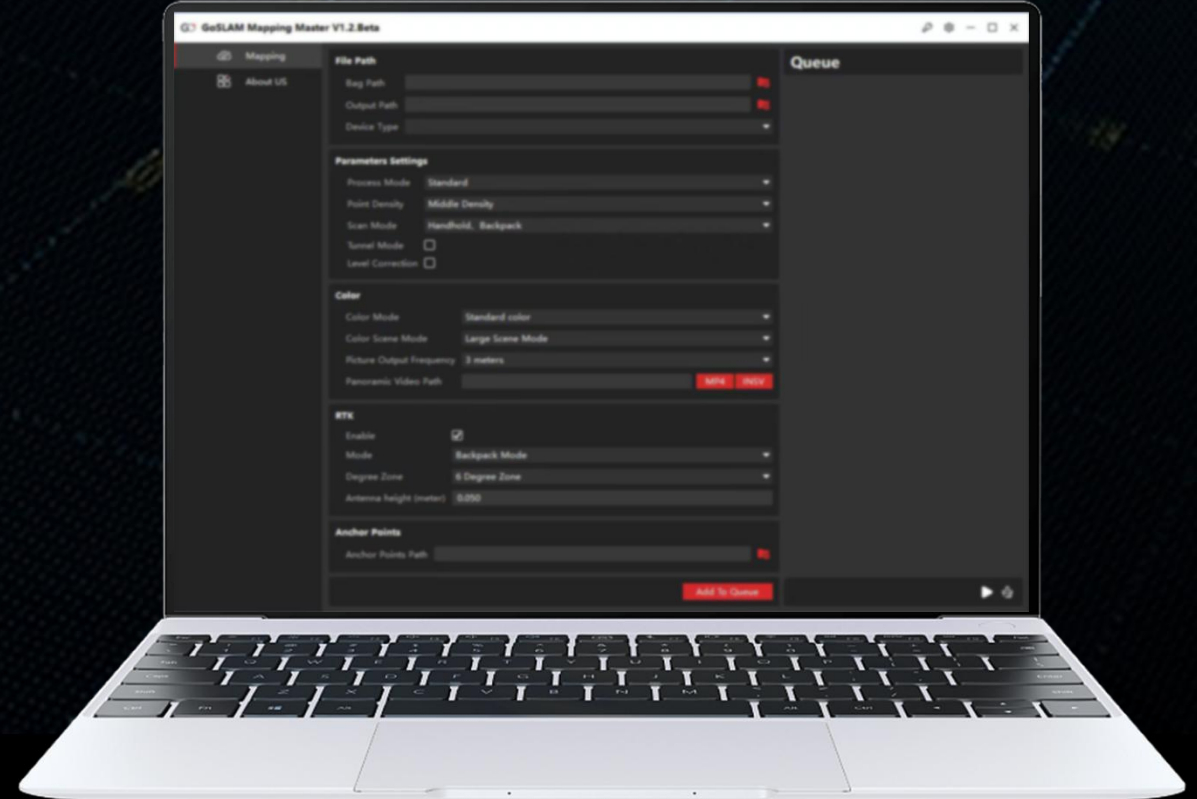 GoSLAM Mapping Master V1.2.Beta
Mapping
About US
File Path
Bag Path
Output Path
Device Type
Parameters Settings
Process Mode Standard
Point Density Middle Density
Scan Mode Handhold, Backpack
Tunnel Mode
Level Correction
Color
Color Mode Standard color
Color Scene Mode Large Scene Mode
Picture Output Frequency 3 meters
Panoramic Video Path MP4 INSV
RTK
Enable
Mode Backpack Mode
Degree Zone 6 Degree Zone
Antenna height (meter) 0.050
Anchor Points
Anchor Points Path
Add To Queue
Queue
Q W E R T Y U I O P
A S D F G H J K L
Z X C V B N M